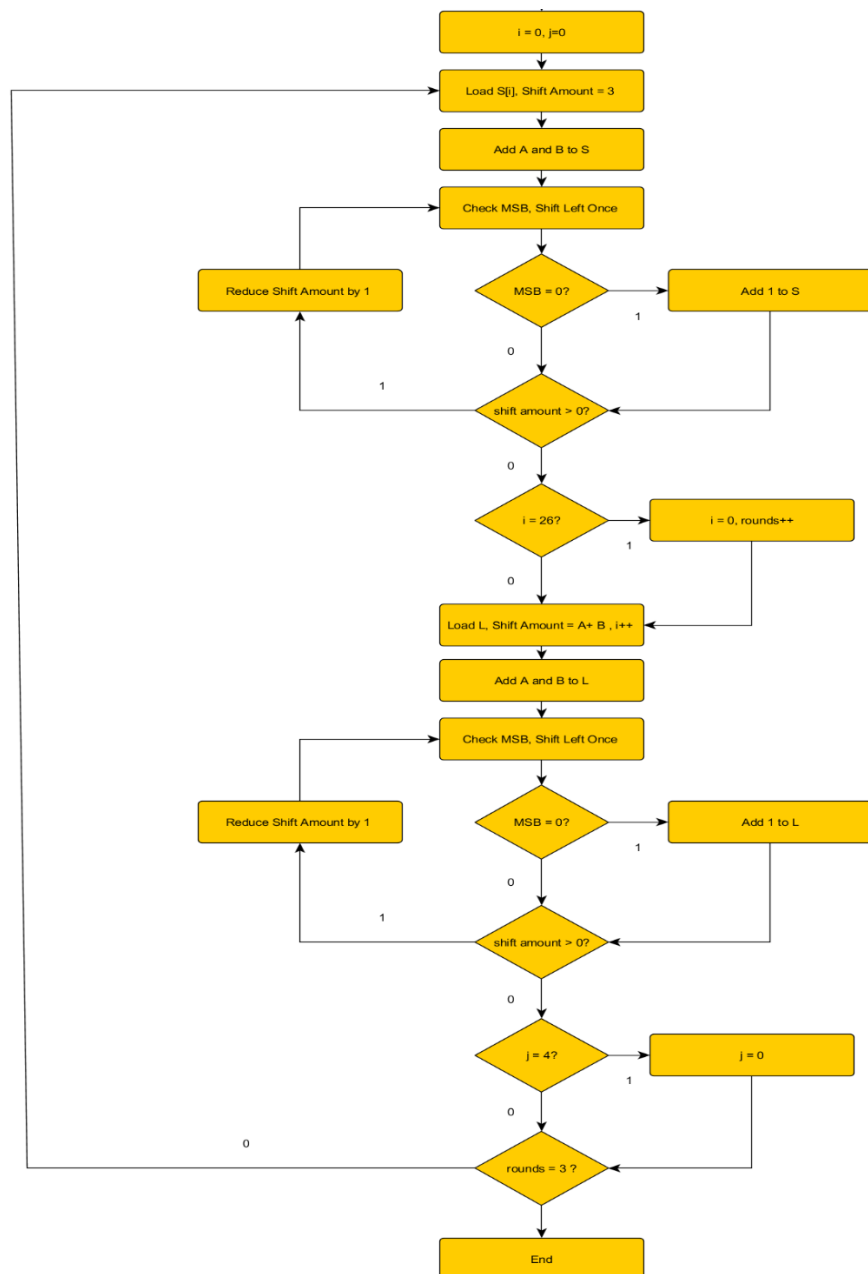 i = 0, j=0
Load S[i], Shift Amount = 3
Add A and B to S
Check MSB, Shift Left Once
Reduce Shift Amount by 1
MSB = 0?
Add 1 to S
1
0
1
shift amount > 0?
0
i = 26?
i = 0, rounds++
1
0
Load L, Shift Amount = A+ B , i++
Add A and B to L
Check MSB, Shift Left Once
Reduce Shift Amount by 1
MSB = 0?
Add 1 to L
1
0
1
shift amount > 0?
0
j = 4?
j = 0
1
0
0
rounds = 3 ?
End